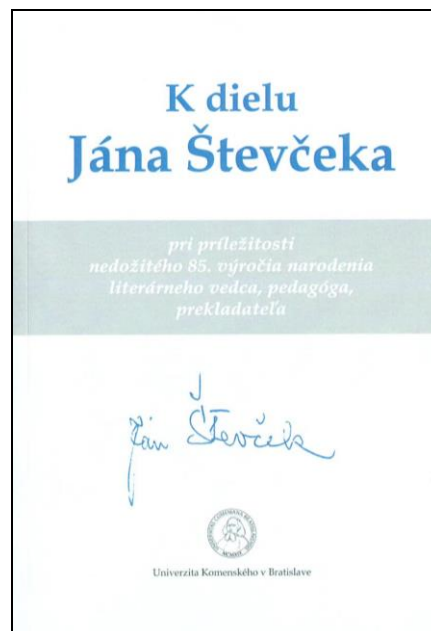 K dielu
Jána Števčeka
pri príležitosti
nedožitého 85. výročia narodenia
literárneho vedca, pedagóga,
prekladateľa
Ján Števček
Univerzita Komenského v Bratislave